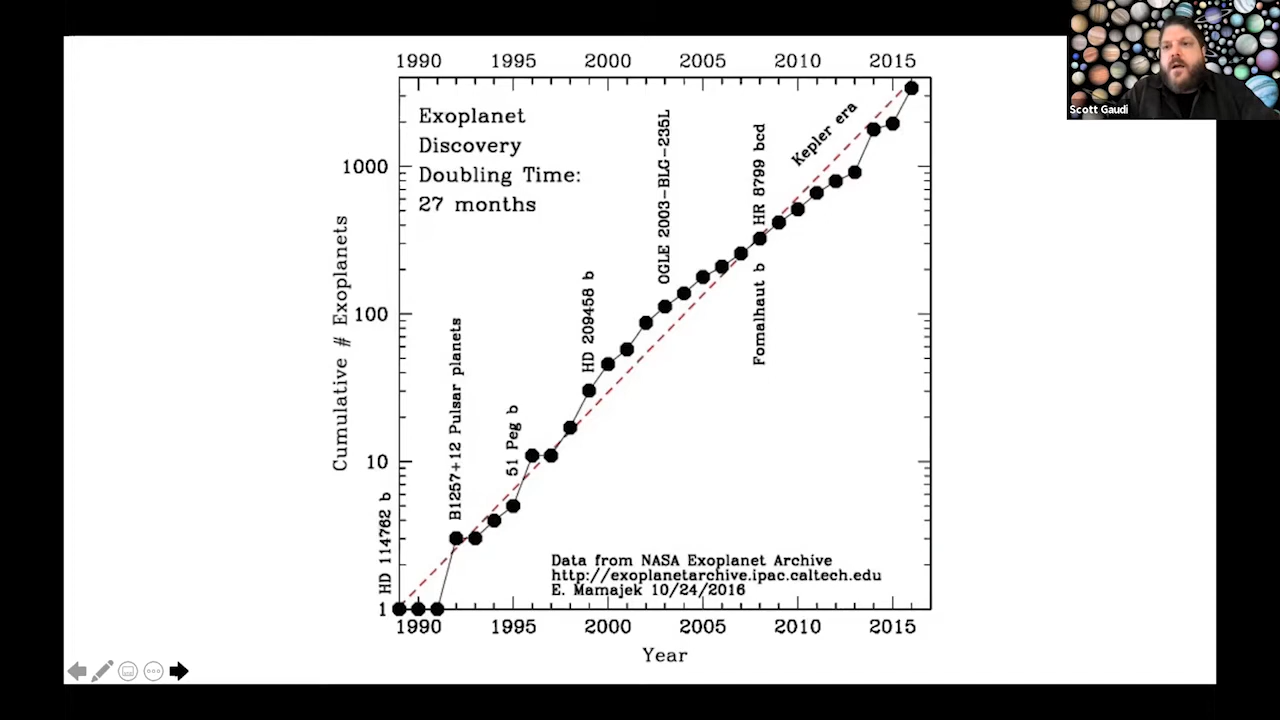 1990 1995 2000 2005 2010 2015
Exoplanet
Discovery
Doubling Time:
27 months
Cumulative # Exoplanets
1000
100
10
1
HD 114762 b
B1257+12 Pulsar planets
51 Peg b
HD 209458 b
OGLE 2003-BLG-235L
Fomalhaut b
HR 8799 bcd
Kepler era
Data from NASA Exoplanet Archive
http://exoplanetarchive.ipac.caltech.edu
E. Mamajek 10/24/2016
1990 1995 2000 2005 2010 2015
Year
Scott Gaudi